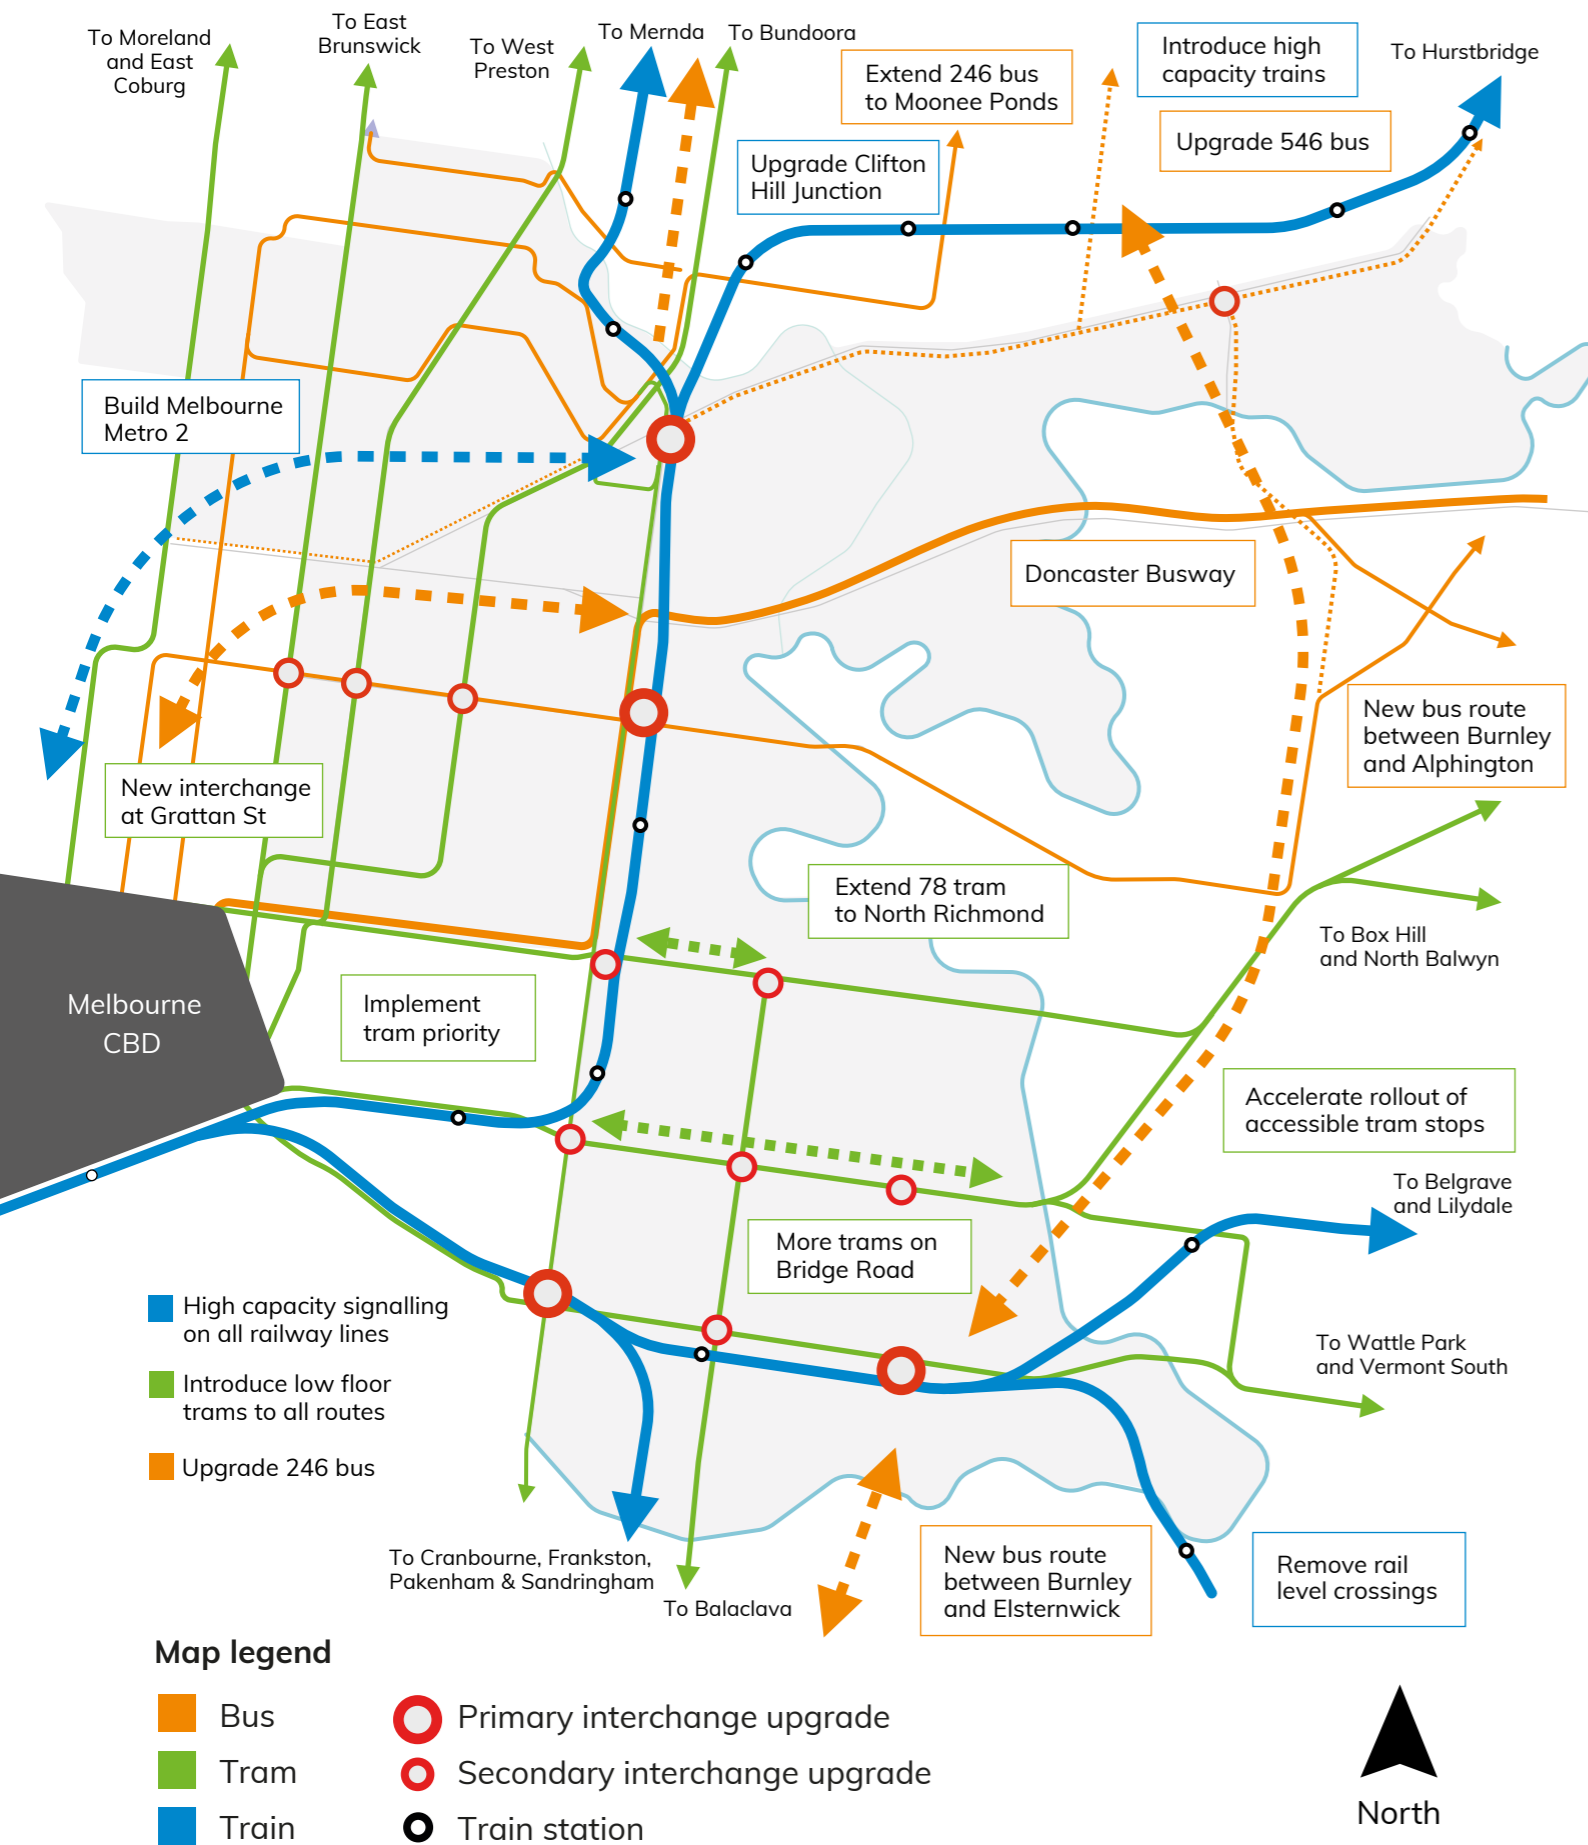 To Moreland
and East
Coburg
To East
Brunswick
To West
Preston
To Mernda
To Bundoora
Extend 246 bus
to Moonee Ponds
Introduce high
capacity trains
To Hurstbridge
Upgrade 546 bus
Upgrade Clifton
Hill Junction
Build Melbourne
Metro 2
Doncaster Busway
New bus route
between Burnley
and Alphington
New interchange
at Grattan St
Extend 78 tram
to North Richmond
To Box Hill
and North Balwyn
Melbourne
CBD
Implement
tram priority
Accelerate rollout of
accessible tram stops
To Belgrave
and Lilydale
More trams on
Bridge Road
High capacity signalling
on all railway lines
To Wattle Park
and Vermont South
Introduce low floor
trams to all routes
Upgrade 246 bus
To Cranbourne, Frankston,
Pakenham & Sandringham
To Balaclava
New bus route
between Burnley
and Elsternwick
Remove rail
level crossings
Map legend
Bus
Tram
Train
Primary interchange upgrade
Secondary interchange upgrade
Train station
North